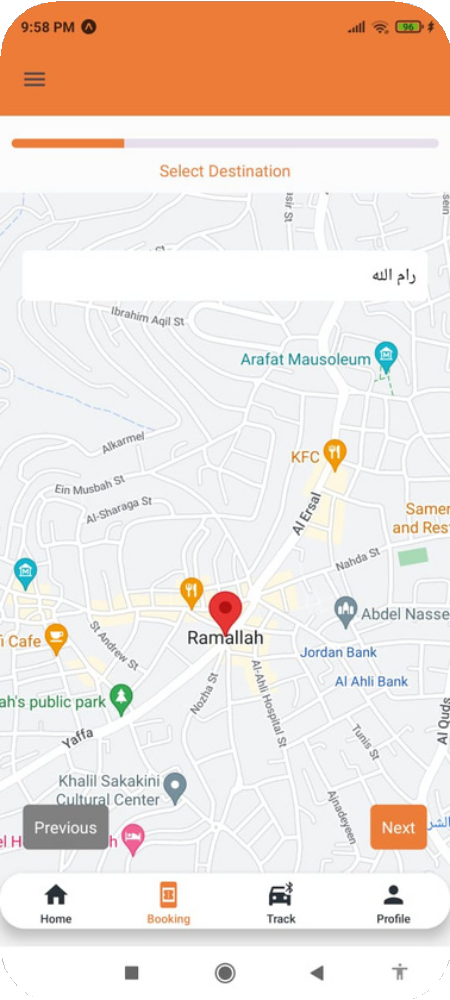 9:58 PM
96
Select Destination
رام الله
Ibrahim Aqil St
Arafat Mausoleum
KFC
Alkarmel
Ein Musbah St
Al-Sharaga St
Al Ersal
Samer
and Res
Nahda St
Abdel Nasse
i Cafe
St Andrew St
Ramallah
Jordan Bank
Al Ahli Bank
ah's public park
Nozha St
Al-Ahli Hospital St
Yaffa
Tunis St
Al Quds
Khalil Sakakini
Cultural Center
Ajnadeyeen
Previous
Next
Home
Booking
Track
Profile